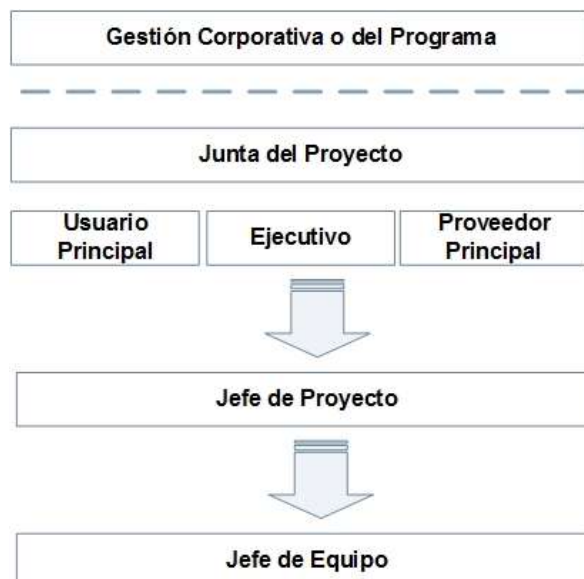 Gestión Corporativa o del Programa
Junta del Proyecto
Usuario
Principal
Ejecutivo
Proveedor
Principal
Jefe de Proyecto
Jefe de Equipo